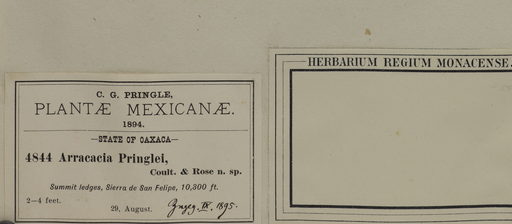 C. G. PRINGLE,
PLANTÆ MEXICANÆ.
1894.
—STATE OF OAXACA—
4844 Arracacia Pringlei,
Coult. & Rose n. sp.
Summit ledges, Sierra de San Felipe, 10,300 ft.
2–4 feet.
29, August.
IX. 1895.
HERBARIUM REGIUM MONACENSE.